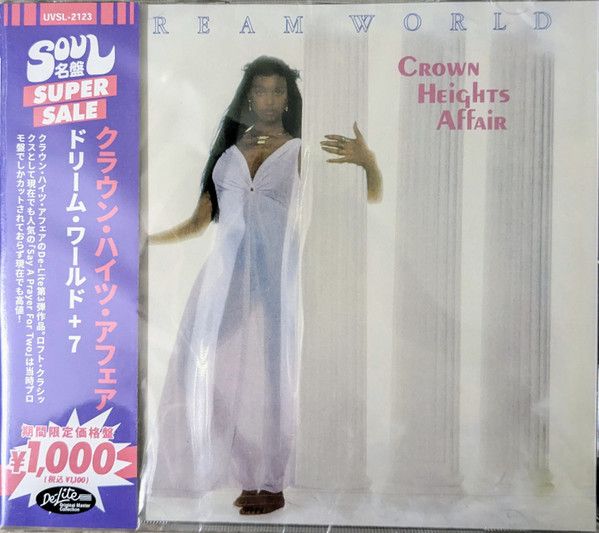 UVSL-2123
SOUL
名盤
SUPER
SALE
クラウン・ハイツ・アフェア
ドリーム・ワールド+7
クラウン・ハイツ・アフェアのDe-Lite第3弾作品。ロフト・クラシッ
クスとして現在でも人気の「Say A Prayer For Two」は当時プロ
モ盤でしかカットされておらず現在でも高値!
期間限定価格盤
¥1,000
(税込 ¥1,100)
De-Lite
Original Master
Collection
REAM WORLD
CROWN
HEIGHTS
AFFAIR